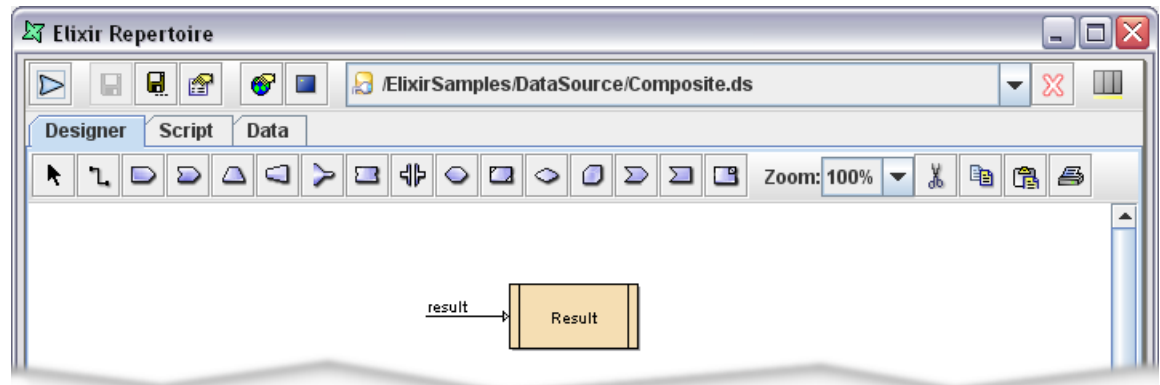 Elixir Repertoire
/ElixirSamples/DataSource/Composite.ds
Designer Script Data
Zoom: 100%
result
Result